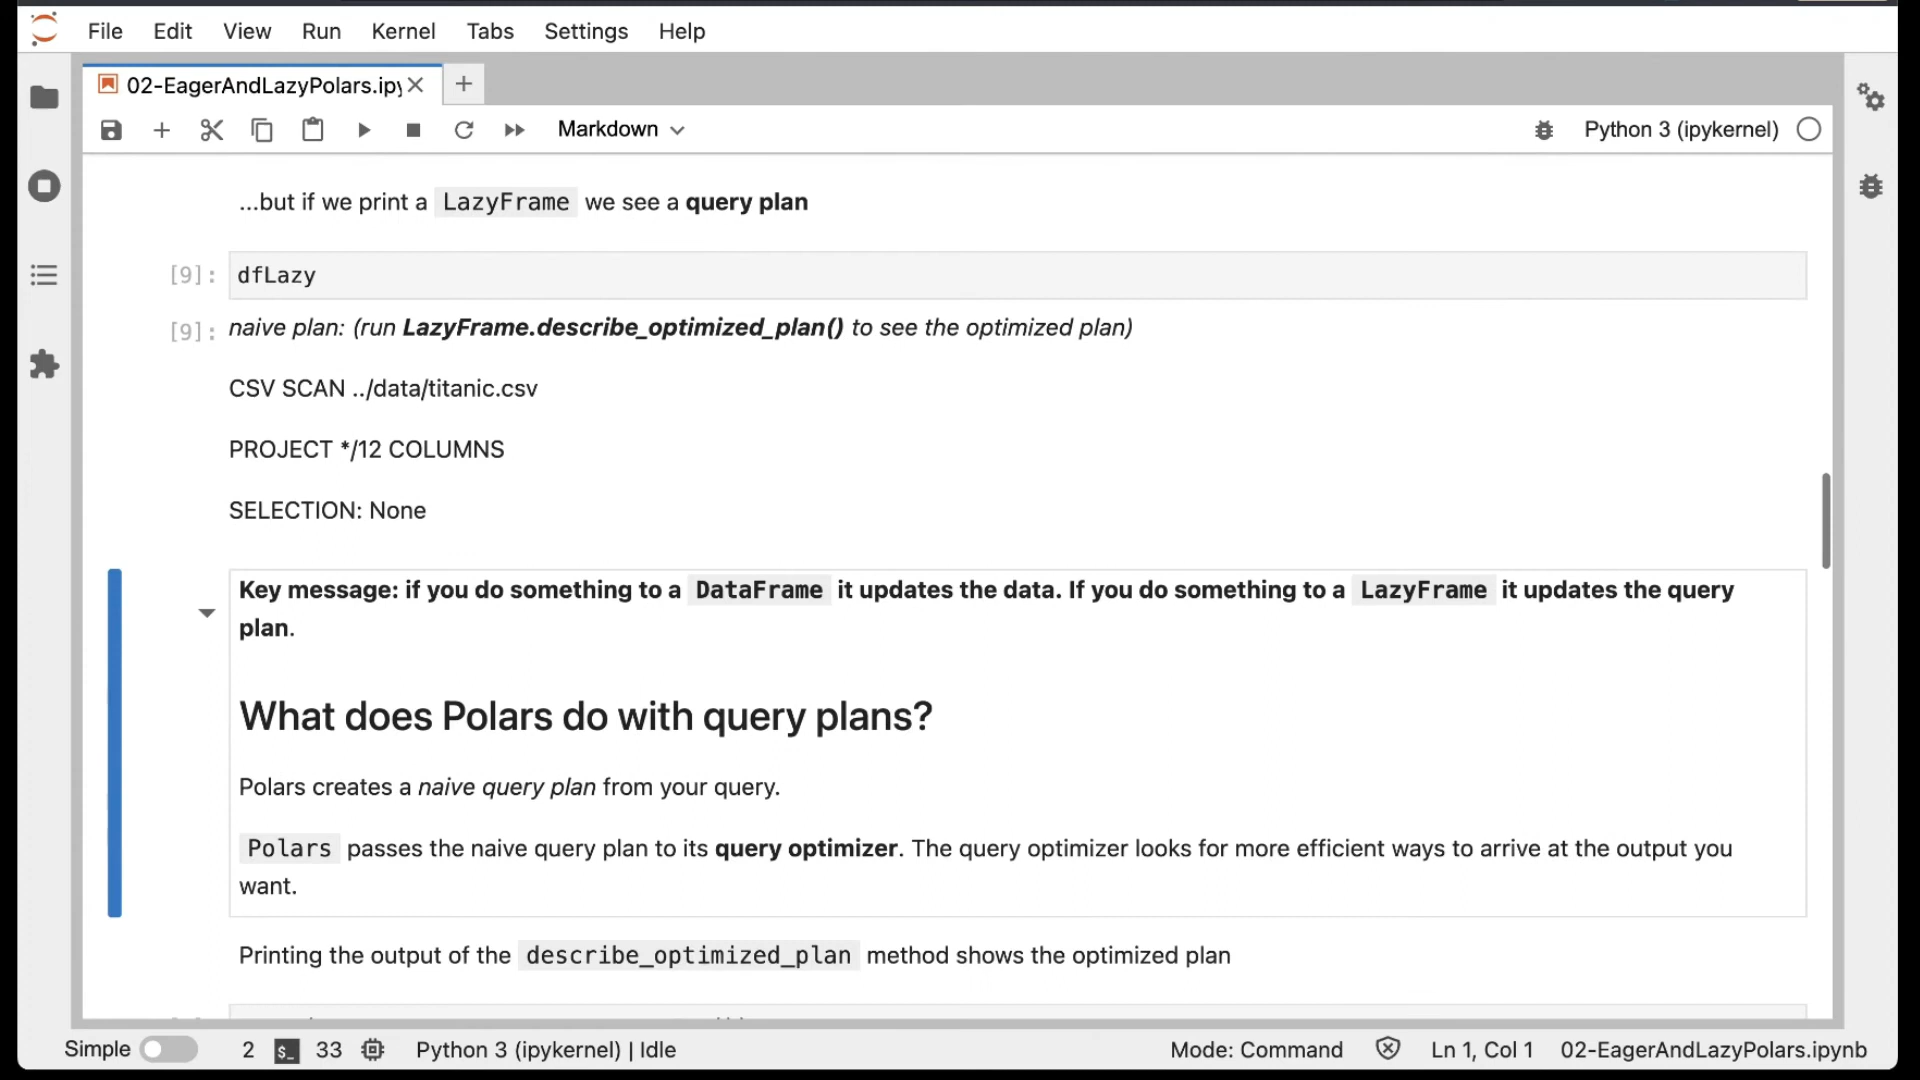 File Edit View Run Kernel Tabs Settings Help
02-EagerAndLazyPolars.ipy
Markdown
Python 3 (ipykernel)
...but if we print a LazyFrame we see a query plan
[9]: dfLazy
[9]: naive plan: (run LazyFrame.describe_optimized_plan() to see the optimized plan)
CSV SCAN ../data/titanic.csv
PROJECT */12 COLUMNS
SELECTION: None
Key message: if you do something to a DataFrame it updates the data. If you do something to a LazyFrame it updates the query
plan.
What does Polars do with query plans?
Polars creates a naive query plan from your query.
Polars passes the naive query plan to its query optimizer. The query optimizer looks for more efficient ways to arrive at the output you
want.
Printing the output of the describe_optimized_plan method shows the optimized plan
Simple 2 $_ 33 Python 3 (ipykernel) | Idle Mode: Command Ln 1, Col 1 02-EagerAndLazyPolars.ipynb